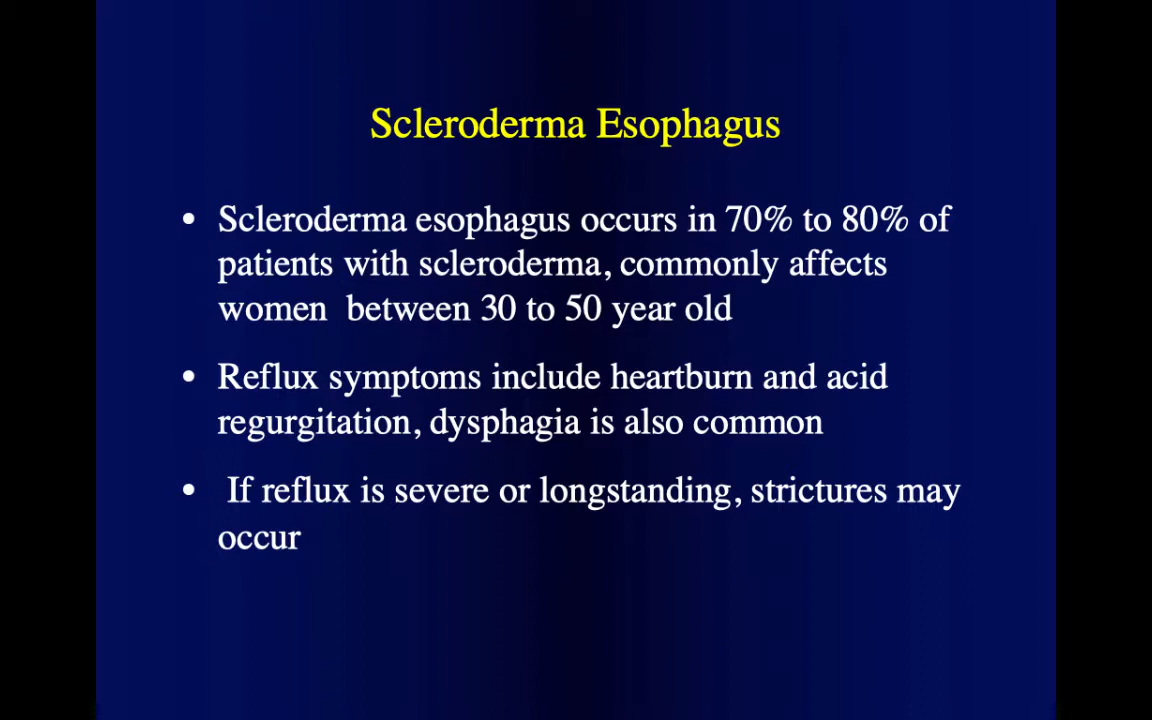 Scleroderma Esophagus
• Scleroderma esophagus occurs in 70% to 80% of
patients with scleroderma, commonly affects
women  between 30 to 50 year old
• Reflux symptoms include heartburn and acid
regurgitation, dysphagia is also common
• If reflux is severe or longstanding, strictures may
occur